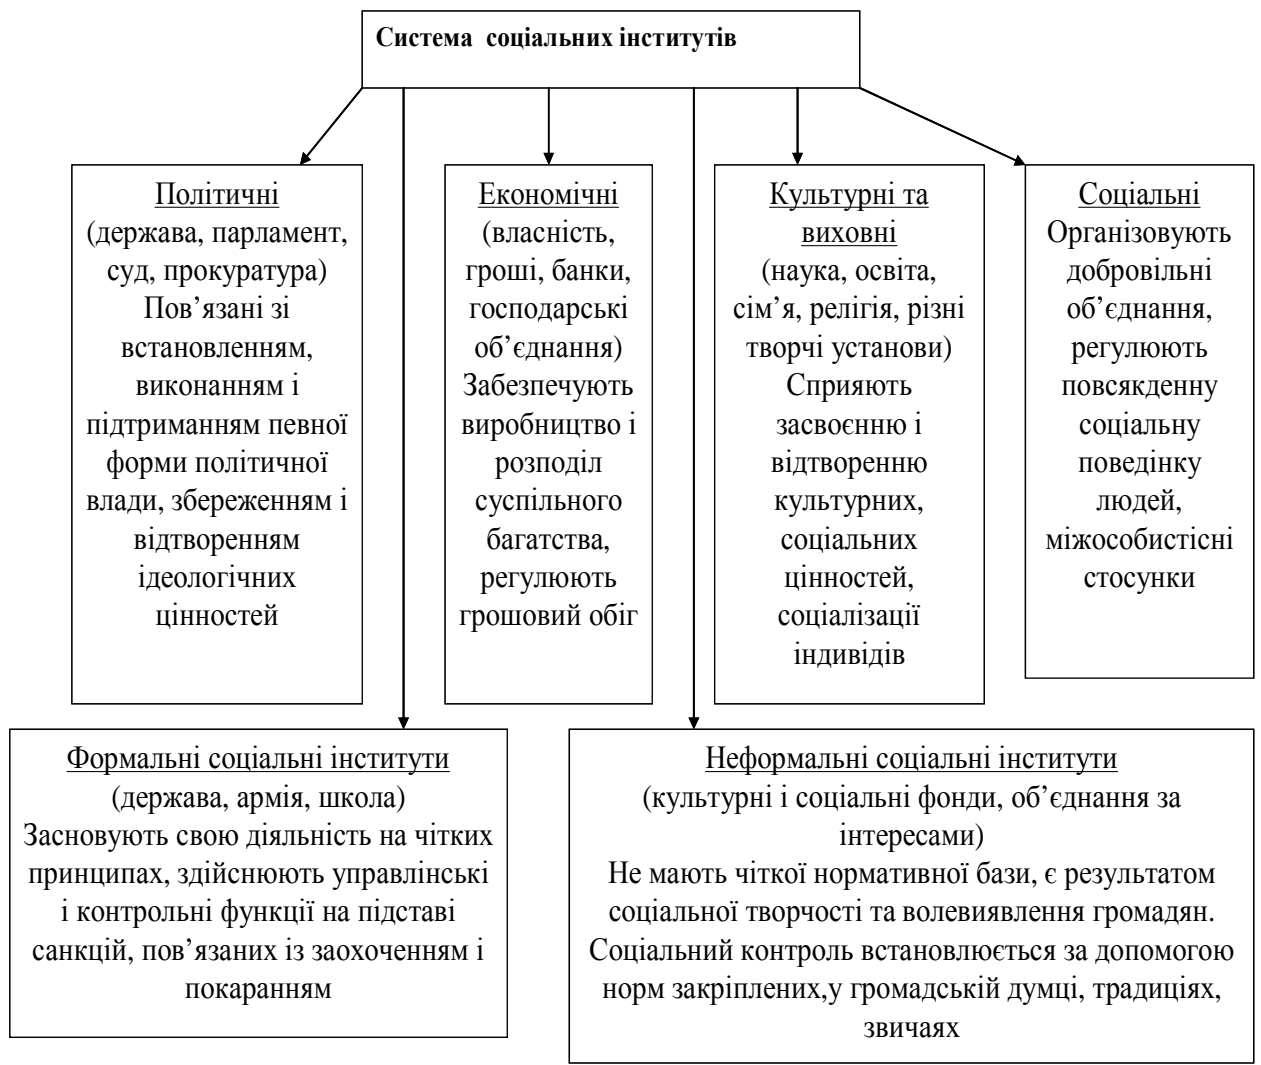 Система соціальних інститутів
Політичні
(держава, парламент,
суд, прокуратура)
Пов’язані зі
встановленням,
виконанням і
підтриманням певної
форми політичної
влади, збереженням і
відтворенням
ідеологічних
цінностей
Економічні
(власність,
гроші, банки,
господарські
об’єднання)
Забезпечують
виробництво і
розподіл
суспільного
багатства,
регулюють
грошовий обіг
Культурні та
виховні
(наука, освіта,
сім’я, релігія, різні
творчі установи)
Сприяють
засвоєнню і
відтворенню
культурних,
соціальних
цінностей,
соціалізації
індивідів
Соціальні
Організовують
добровільні
об’єднання,
регулюють
повсякденну
соціальну
поведінку
людей,
міжособистісні
стосунки
Формальні соціальні інститути
(держава, армія, школа)
Засновують свою діяльність на чітких
принципах, здійснюють управлінські
і контрольні функції на підставі
санкцій, пов’язаних із заохоченням і
покаранням
Неформальні соціальні інститути
(культурні і соціальні фонди, об’єднання за
інтересами)
Не мають чіткої нормативної бази, є результатом
соціальної творчості та волевиявлення громадян.
Соціальний контроль встановлюється за допомогою
норм закріплених,у громадській думці, традиціях,
звичаях